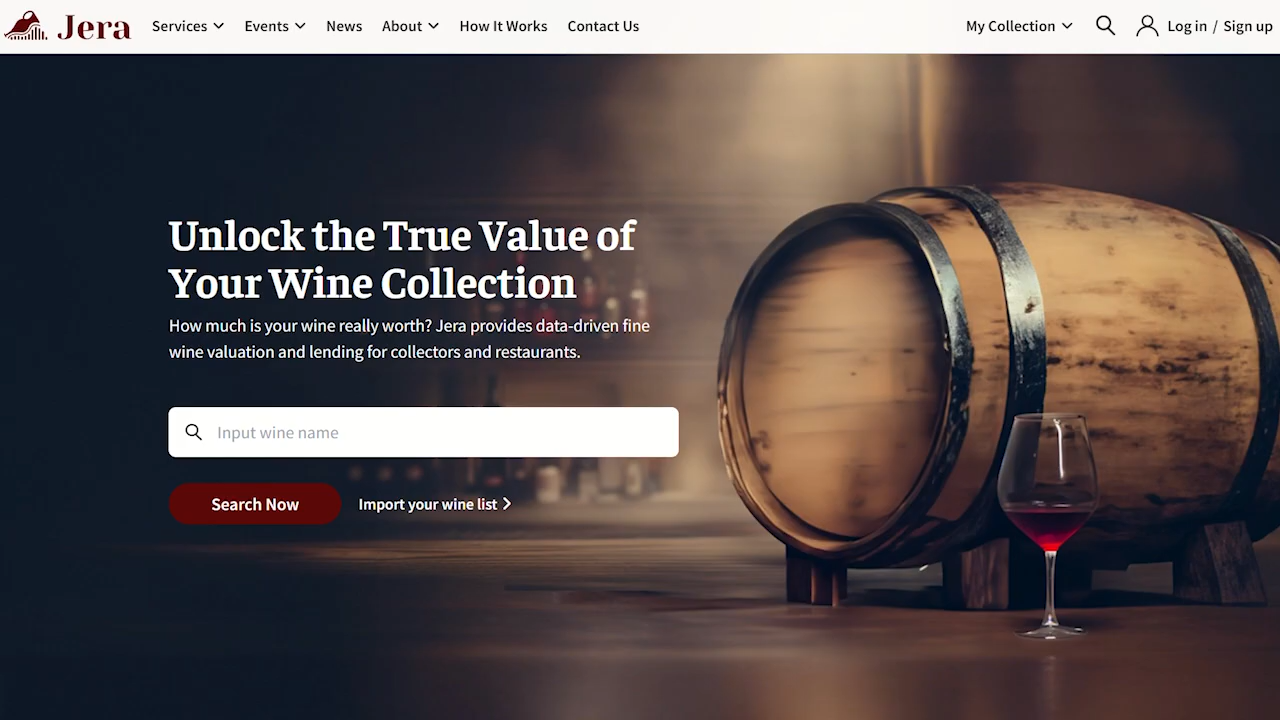 Jera
Services
Events
News
About
How It Works
Contact Us
My Collection
Log in / Sign up
Unlock the True Value of
Your Wine Collection
How much is your wine really worth? Jera provides data-driven fine
wine valuation and lending for collectors and restaurants.
Input wine name
Search Now
Import your wine list